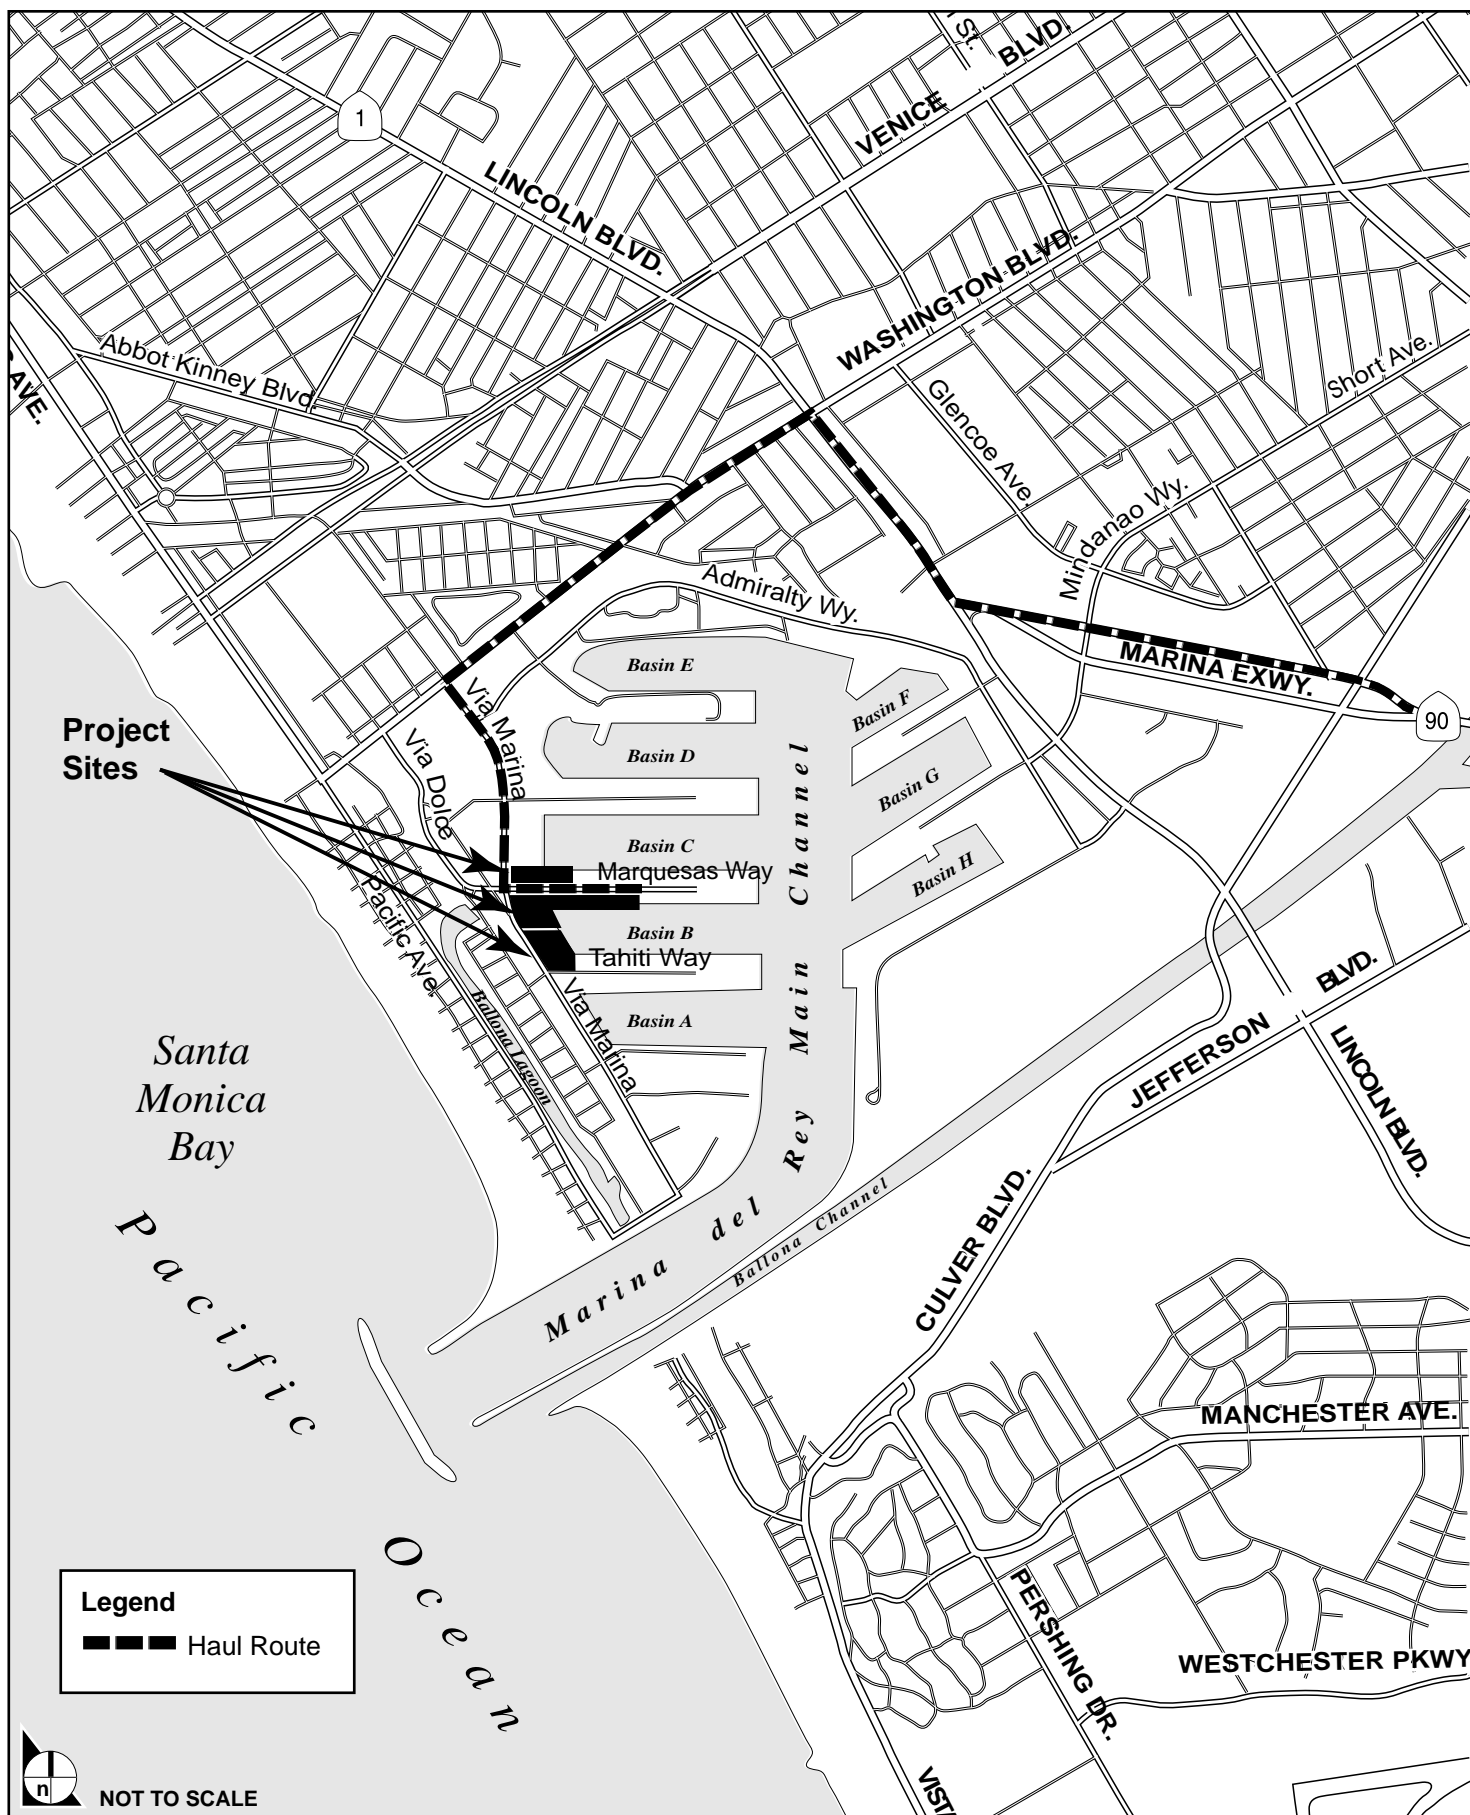 St.
BLVD.
VENICE
1
LINCOLN BLVD.
WASHINGTON BLVD.
Abbot Kinney Blvd.
AVE.
Short Ave.
Glencoe Ave.
Mindanao Wy.
Admiralty Wy.
MARINA EXWY.
90
Basin E
Basin F
Via Marina
Project
Sites
Via Dolce
Basin D
Basin G
Basin C
Basin H
Marquesas Way
Pacific Ave.
Basin B
Tahiti Way
Via Marina
Basin A
Ballona Lagoon
Marina del Rey Main Channel
Ballona Channel
BLVD.
JEFFERSON
LINCOLN BLVD.
CULVER BLVD.
Santa
Monica
Bay
Pacific
Ocean
MANCHESTER AVE.
PERSHING DR.
WESTCHESTER PKWY
VISTA
Legend
Haul Route
n
NOT TO SCALE